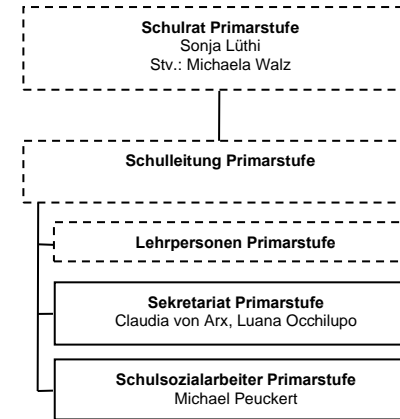 Schulrat Primarstufe
Sonja Lüthi
Stv.: Michaela Walz
Schulleitung Primarstufe
Lehrpersonen Primarstufe
Sekretariat Primarstufe
Claudia von Arx, Luana Occhilupo
Schulsozialarbeiter Primarstufe
Michael Peuckert